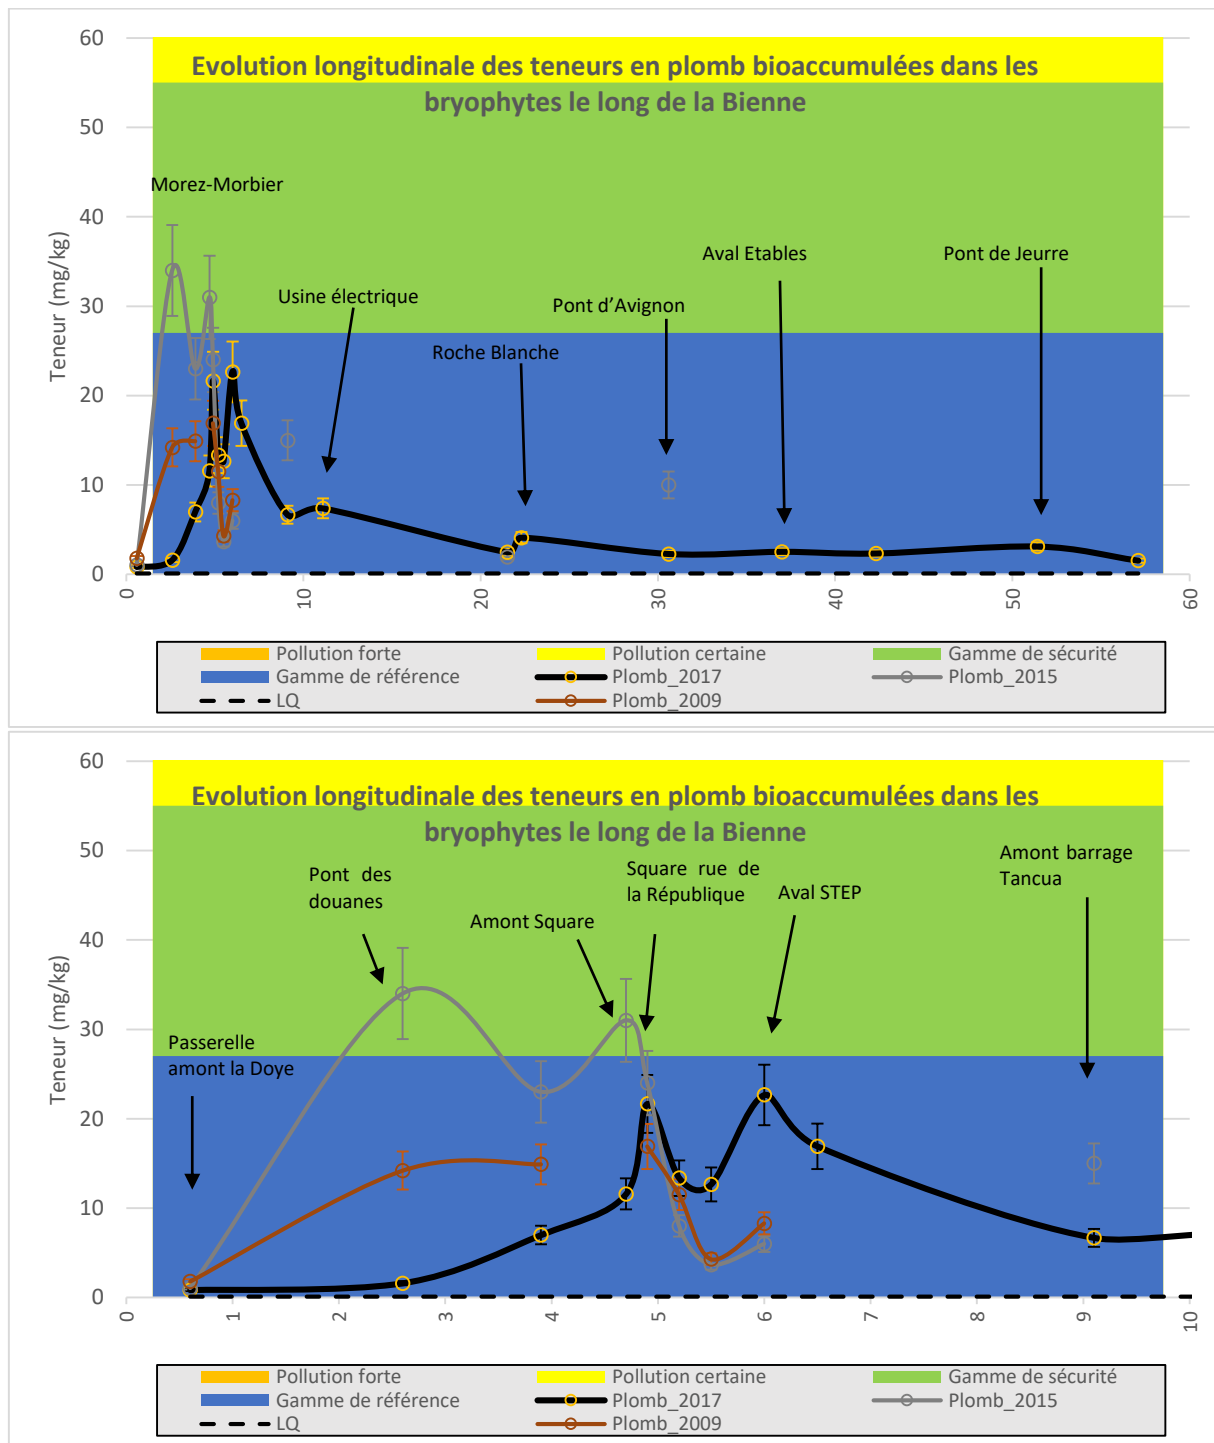 Evolution longitudinale des teneurs en plomb bioaccumulées dans les
bryophytes le long de la Bienne
Teneur (mg/kg)
60
50
40
30
20
10
0
Morez-Morbier
Usine électrique
Roche Blanche
Pont d’Avignon
Aval Etables
Pont de Jeurre
0
10
20
30
40
50
60
Pollution forte
Pollution certaine
Gamme de sécurité
Gamme de référence
Plomb_2017
Plomb_2015
LQ
Plomb_2009
Evolution longitudinale des teneurs en plomb bioaccumulées dans les
bryophytes le long de la Bienne
Teneur (mg/kg)
60
50
40
30
20
10
0
Passerelle
amont la Doye
Pont des
douanes
Amont Square
Square rue de
la République
Aval STEP
Amont barrage
Tancua
0
1
2
3
4
5
6
7
8
9
10
Pollution forte
Pollution certaine
Gamme de sécurité
Gamme de référence
Plomb_2017
Plomb_2015
LQ
Plomb_2009